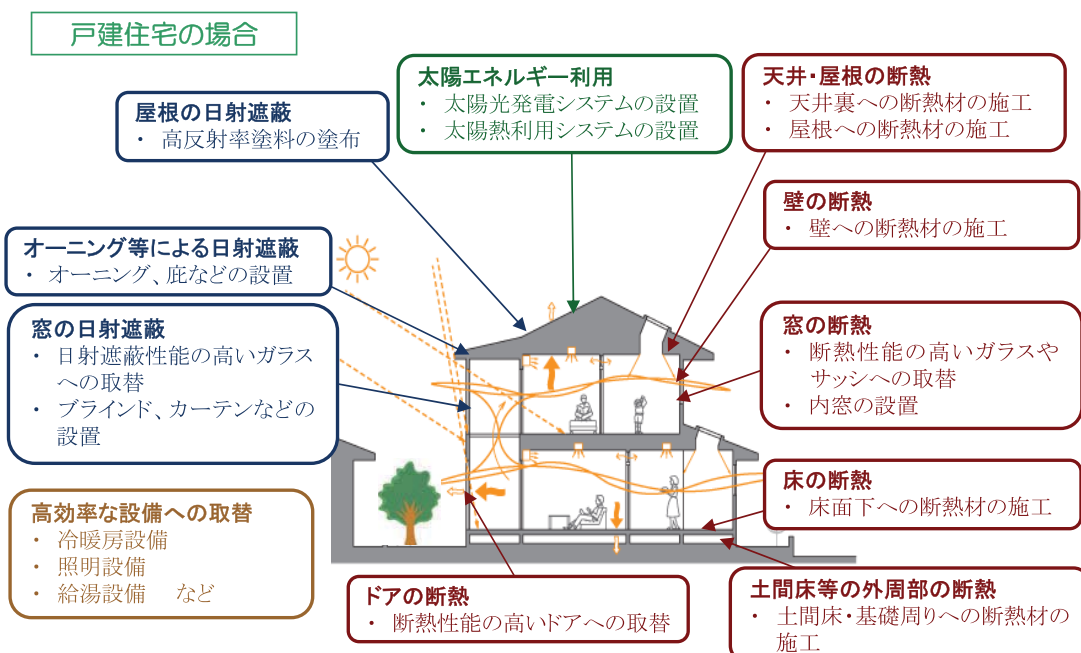 戸建住宅の場合
太陽エネルギー利用
・ 太陽光発電システムの設置
・ 太陽熱利用システムの設置
天井・屋根の断熱
・ 天井裏への断熱材の施工
・ 屋根への断熱材の施工
屋根の日射遮蔽
・ 高反射率塗料の塗布
壁の断熱
・ 壁への断熱材の施工
オーニング等による日射遮蔽
・ オーニング、庇などの設置
窓の日射遮蔽
・ 日射遮蔽性能の高いガラス
への取替
・ ブラインド、カーテンなどの
設置
窓の断熱
・ 断熱性能の高いガラスや
サッシへの取替
・ 内窓の設置
床の断熱
・ 床面下への断熱材の施工
高効率な設備への取替
・ 冷暖房設備
・ 照明設備
・ 給湯設備 など
ドアの断熱
・ 断熱性能の高いドアへの取替
土間床等の外周部の断熱
・ 土間床・基礎周りへの断熱材の
施工